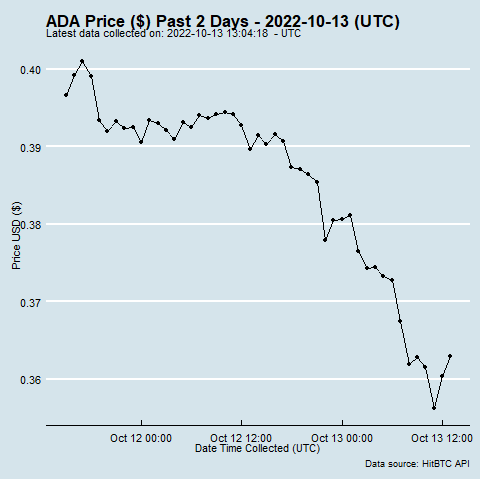 ADA Price ($) Past 2 Days - 2022-10-13 (UTC)
Latest data collected on: 2022-10-13 13:04:18 - UTC
0.40
0.39
0.38
0.37
0.36
Price USD ($)
Oct 12 00:00 Oct 12 12:00 Oct 13 00:00 Oct 13 12:00
Date Time Collected (UTC)
Data source: HitBTC API